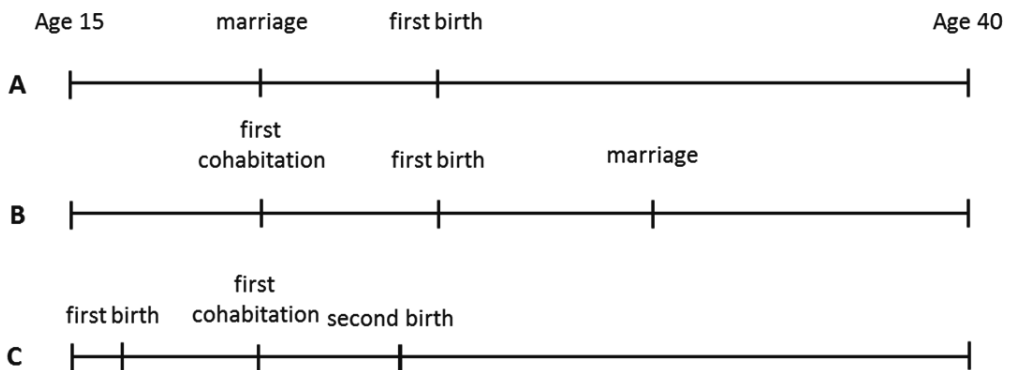 Age 15 marriage first birth Age 40
A
first
cohabitation first birth marriage
B
first
first birth cohabitation second birth
C